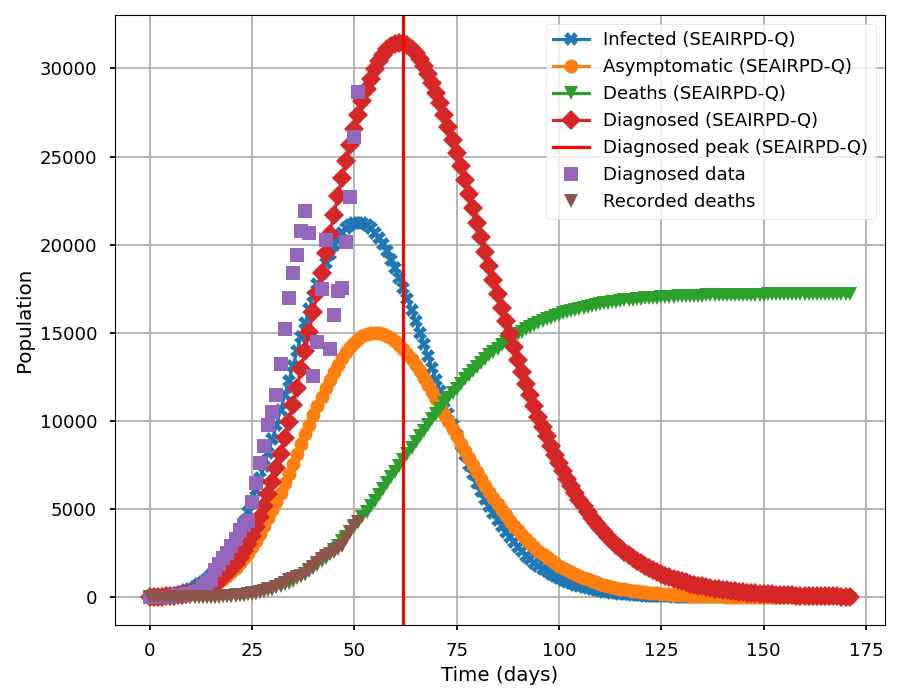 Infected (SEAIRPD-Q)
Asymptomatic (SEAIRPD-Q)
Deaths (SEAIRPD-Q)
Diagnosed (SEAIRPD-Q)
Diagnosed peak (SEAIRPD-Q)
Diagnosed data
Recorded deaths
30000
25000
20000
15000
10000
5000
0
Population
0 25 50 75 100 125 150 175
Time (days)